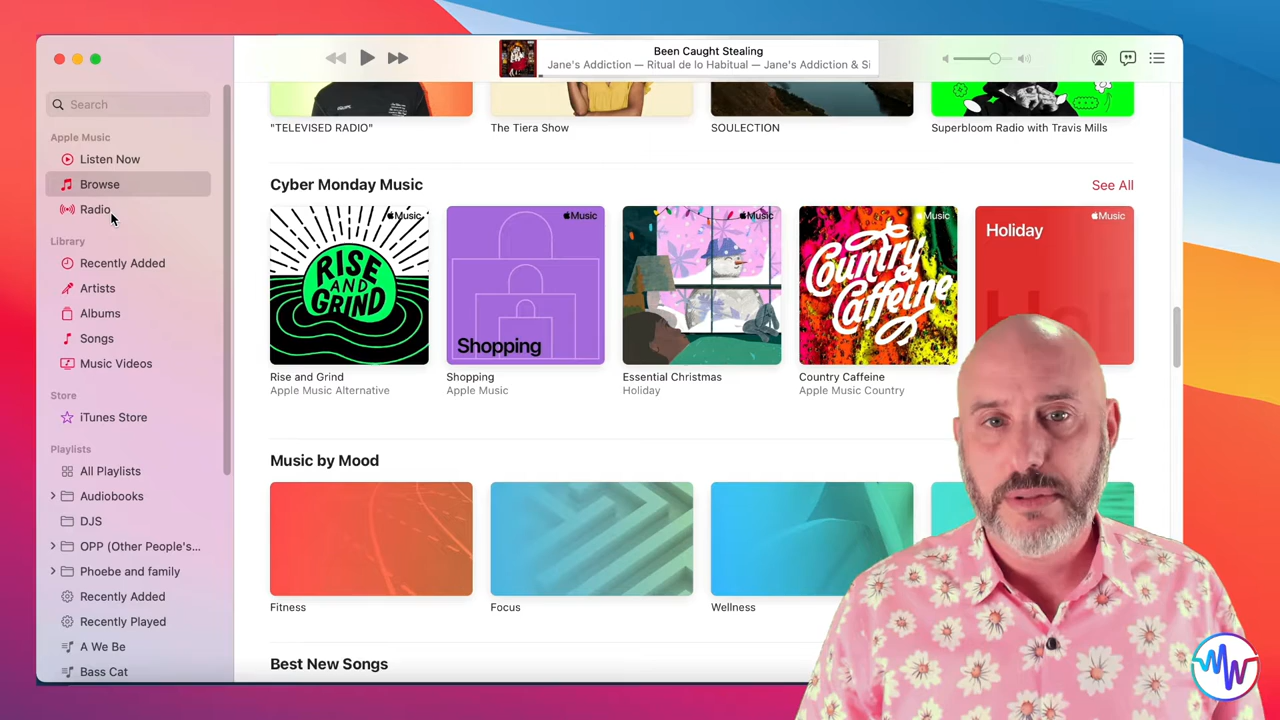 Been Caught Stealing
Jane's Addiction — Ritual de lo Habitual — Jane's Addiction & Si
Search
Apple Music
Listen Now
Browse
Radio
Library
Recently Added
Artists
Albums
Songs
Music Videos
Store
iTunes Store
Playlists
All Playlists
Audiobooks
DJS
OPP (Other People's...
Phoebe and family
Recently Added
Recently Played
A We Be
Bass Cat
"TELEVISED RADIO"
The Tiera Show
SOULECTION
Superbloom Radio with Travis Mills
Cyber Monday Music
See All
Music
RISE
AND
GRIND
Music
Shopping
Music
Music
Country
Caffeine
Music
Holiday
Rise and Grind
Apple Music Alternative
Shopping
Apple Music
Essential Christmas
Holiday
Country Caffeine
Apple Music Country
Music by Mood
Fitness
Focus
Wellness
Best New Songs
MW